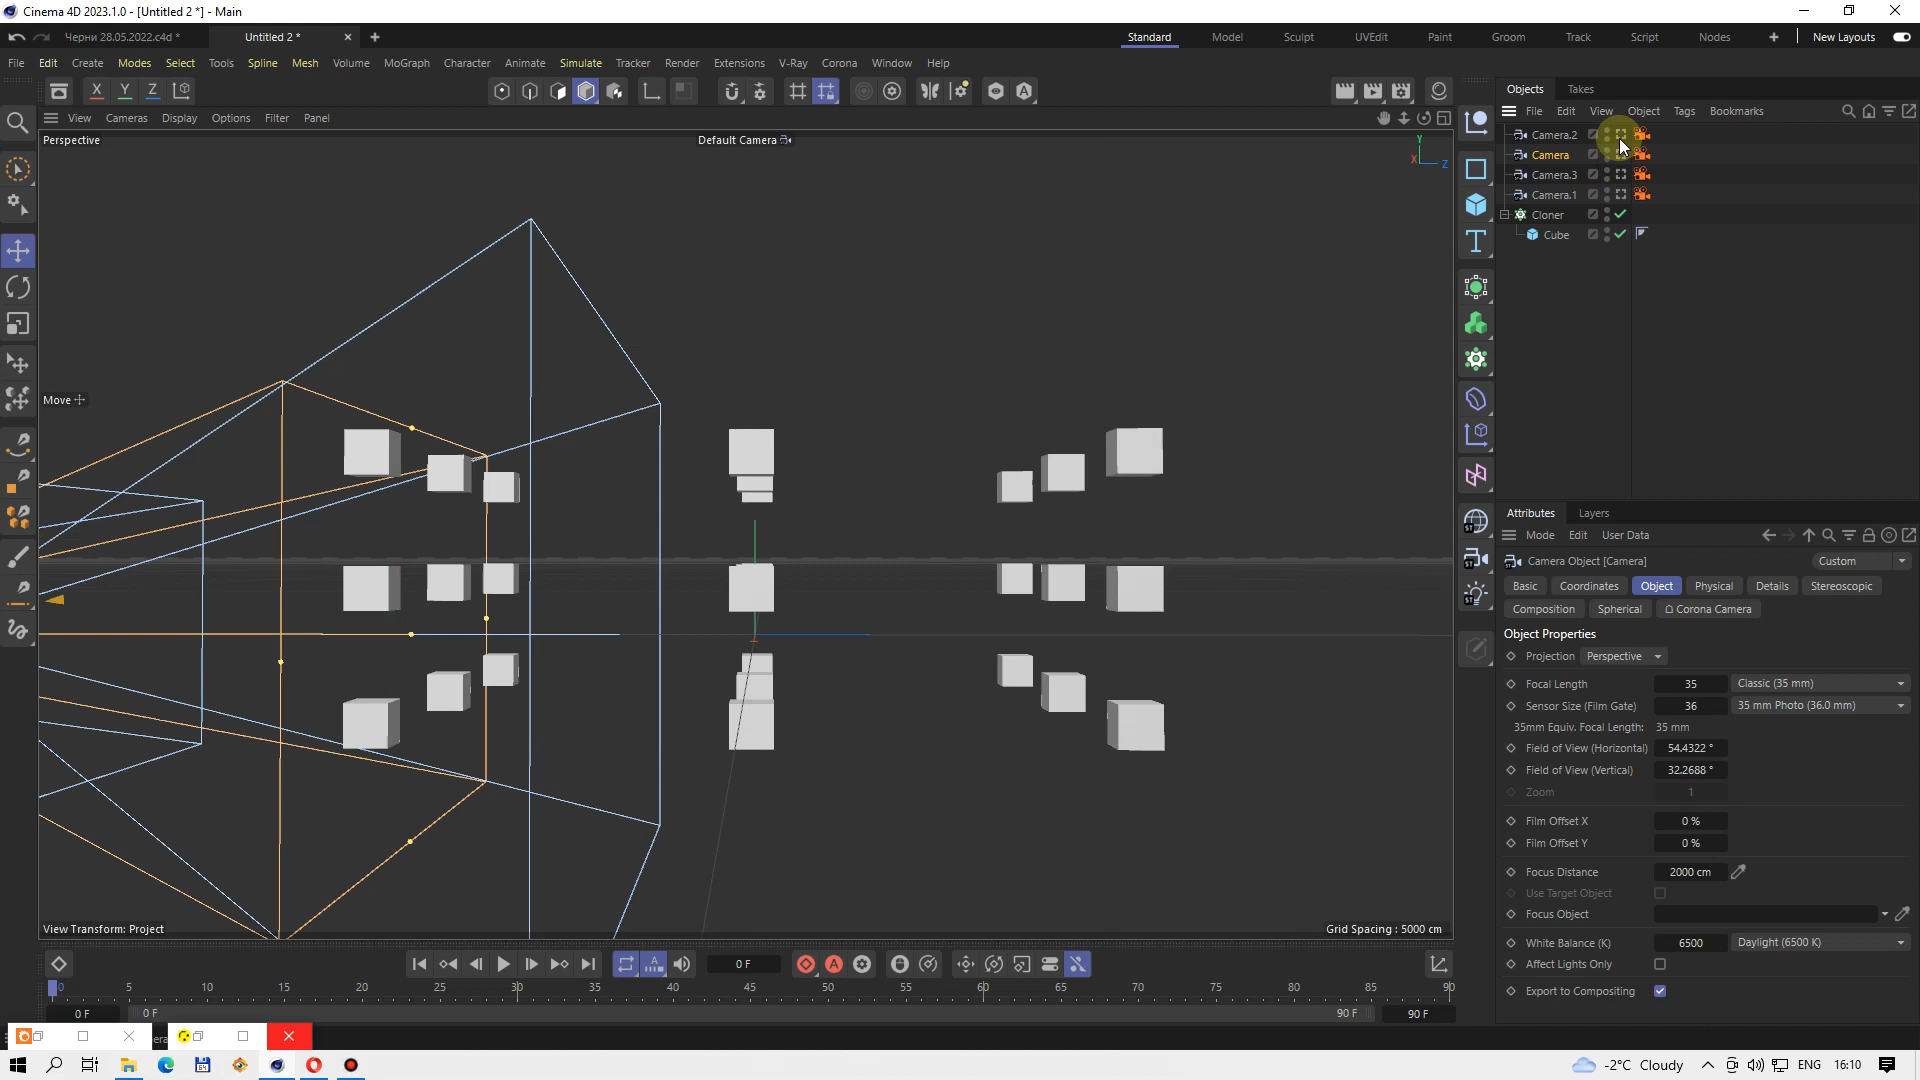 Cinema 4D 2023.1.0 - [Untitled 2 *] - Main
Черни 28.05.2022.c4d *
Untitled 2 *
Standard
Model
Sculpt
UVEdit
Paint
Groom
Track
Script
Nodes
New Layouts
File Edit Create Modes Select Tools Spline Mesh Volume MoGraph Character Animate Simulate Tracker Render Extensions V-Ray Corona Window Help
X Y Z
Objects Takes
View Cameras Display Options Filter Panel
File Edit View Object Tags Bookmarks
Perspective
Default Camera
Y
X
Z
Camera.2
Camera
Camera.3
Camera.1
Cloner
Cube
Move
Attributes Layers
Mode Edit User Data
Camera Object [Camera]
Custom
Basic Coordinates Object Physical Details Stereoscopic
Composition Spherical Corona Camera
Object Properties
Projection Perspective
Focal Length 35 Classic (35 mm)
Sensor Size (Film Gate) 36 35 mm Photo (36.0 mm)
35mm Equiv. Focal Length: 35 mm
Field of View (Horizontal) 54.4322 °
Field of View (Vertical) 32.2688 °
Zoom 1
Film Offset X 0 %
Film Offset Y 0 %
Focus Distance 2000 cm
Use Target Object
Focus Object
White Balance (K) 6500 Daylight (6500 K)
Affect Lights Only
Export to Compositing
View Transform: Project
Grid Spacing : 5000 cm
0 F
0 5 10 15 20 25 30 35 40 45 50 55 60 65 70 75 80 85 90
0 F 0 F 90 F 90 F
-2°C Cloudy
ENG
16:10